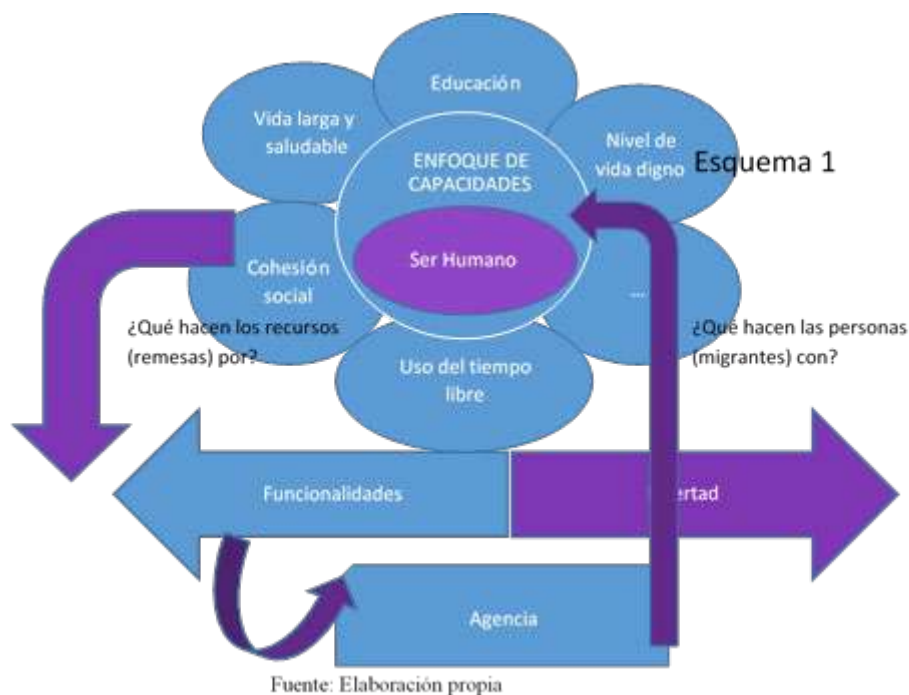 Educación
Vida larga y
saludable
Nivel de
vida digno
Esquema 1
ENFOQUE DE
CAPACIDADES
Ser Humano
Cohesión
social
...
¿Qué hacen los recursos
(remesas) por?
¿Qué hacen las personas
(migrantes) con?
Uso del tiempo
libre
Funcionalidades
ertad
Agencia
Fuente: Elaboración propia